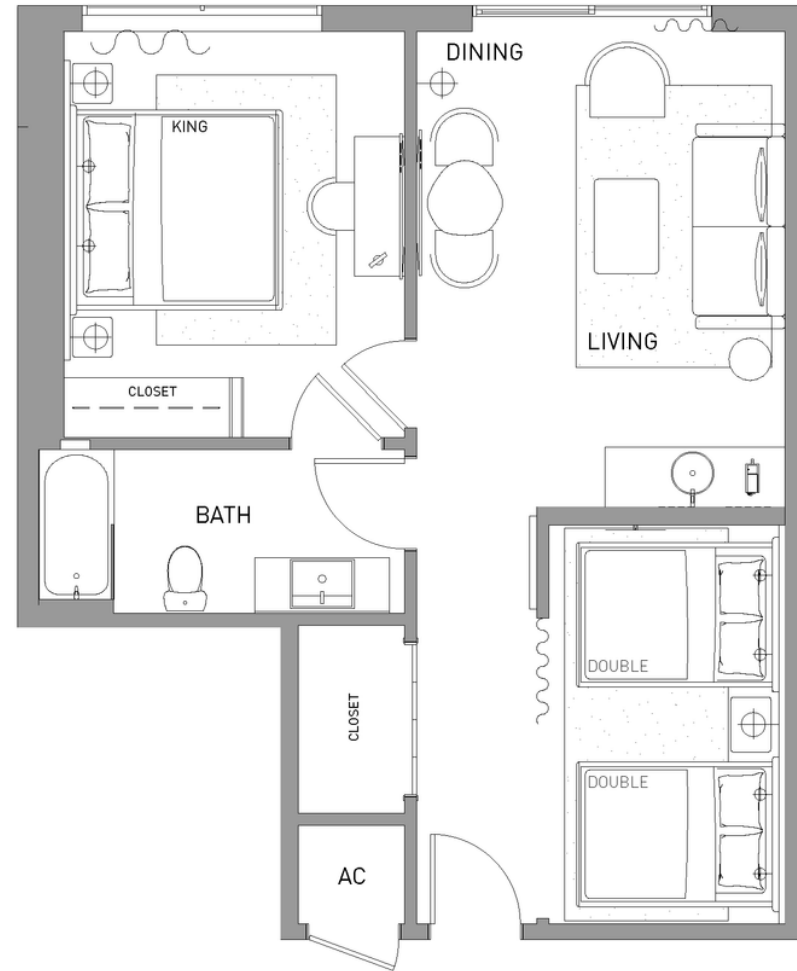 DINING
KING
LIVING
CLOSET
BATH
DOUBLE
CLOSET
DOUBLE
AC